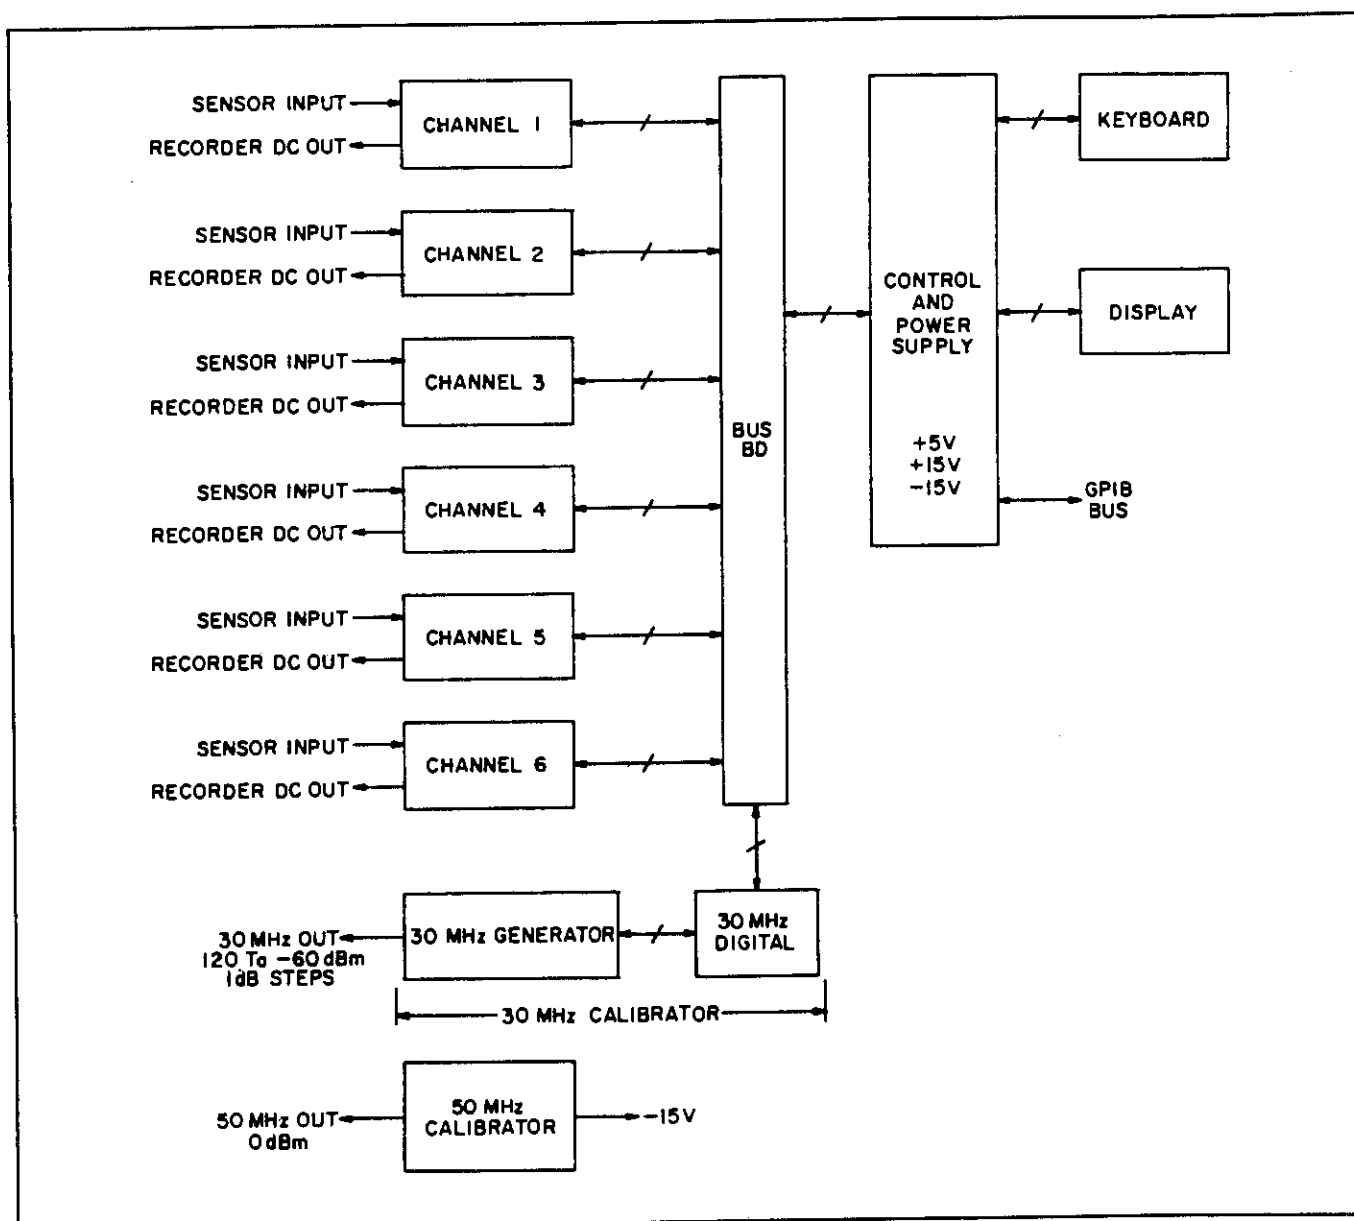 SENSOR INPUT
RECORDER DC OUT
CHANNEL 1
SENSOR INPUT
RECORDER DC OUT
CHANNEL 2
SENSOR INPUT
RECORDER DC OUT
CHANNEL 3
SENSOR INPUT
RECORDER DC OUT
CHANNEL 4
SENSOR INPUT
RECORDER DC OUT
CHANNEL 5
SENSOR INPUT
RECORDER DC OUT
CHANNEL 6
BUS
BD
CONTROL
AND
POWER
SUPPLY
+5V
+15V
-15V
KEYBOARD
DISPLAY
GPIB
BUS
30 MHz OUT
120 To -60 dBm
1dB STEPS
30 MHz GENERATOR
30 MHz
DIGITAL
30 MHz CALIBRATOR
50 MHz OUT
0dBm
50 MHz
CALIBRATOR
-15V